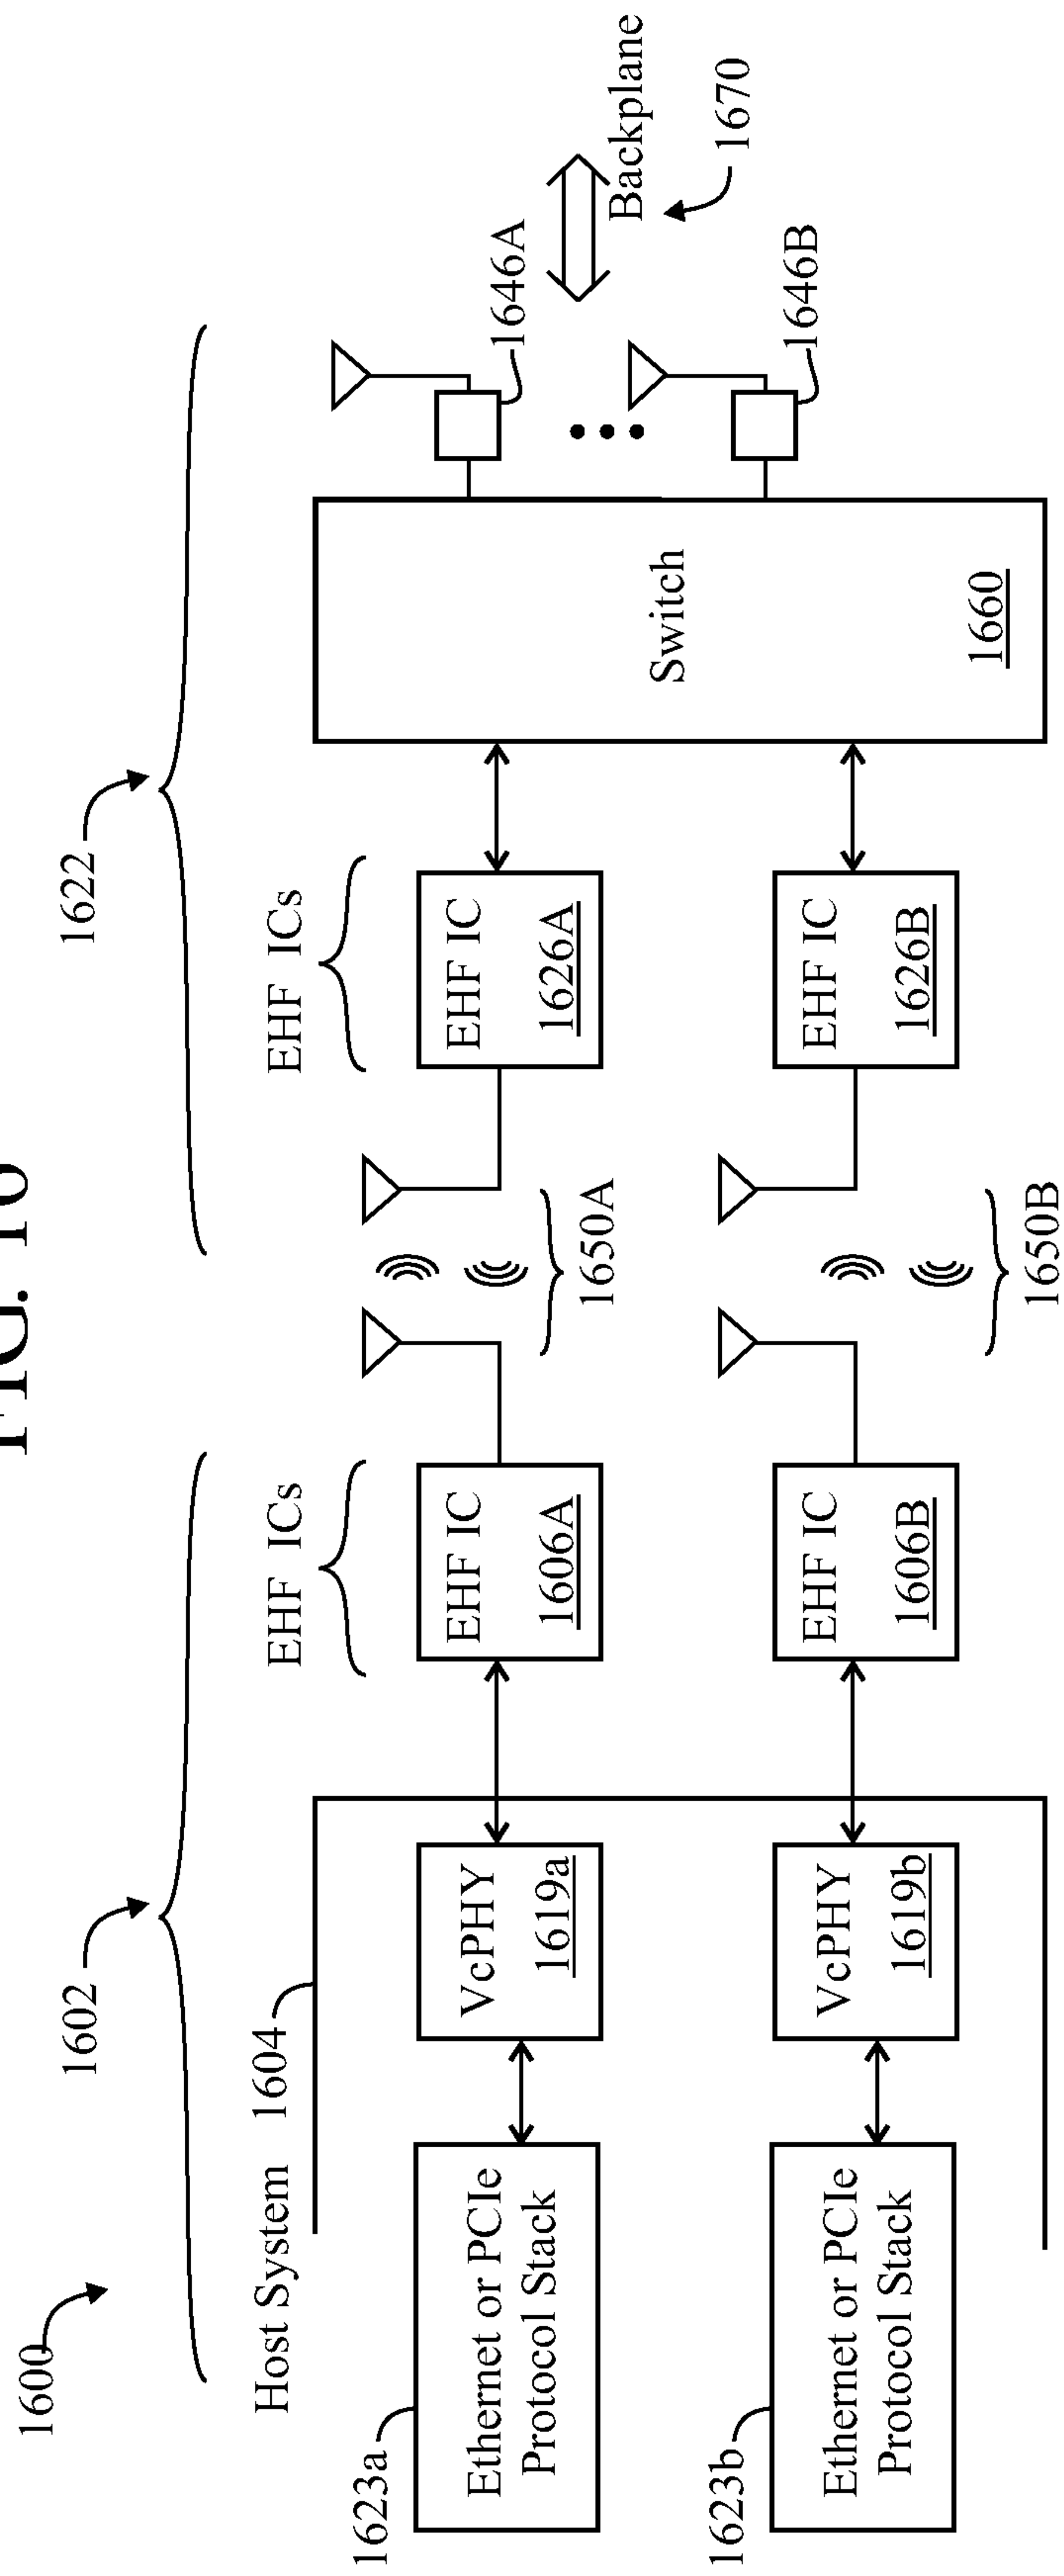 FIG. 16
1600
1602
1622
Host System 1604
EHF ICs
EHF ICs
1623a
Ethernet or PCIe
Protocol Stack
VcPHY
1619a
EHF IC
1606A
1650A
EHF IC
1626A
Switch
1660
1646A
Backplane
1670
1623b
Ethernet or PCIe
Protocol Stack
VcPHY
1619b
EHF IC
1606B
1650B
EHF IC
1626B
1646B